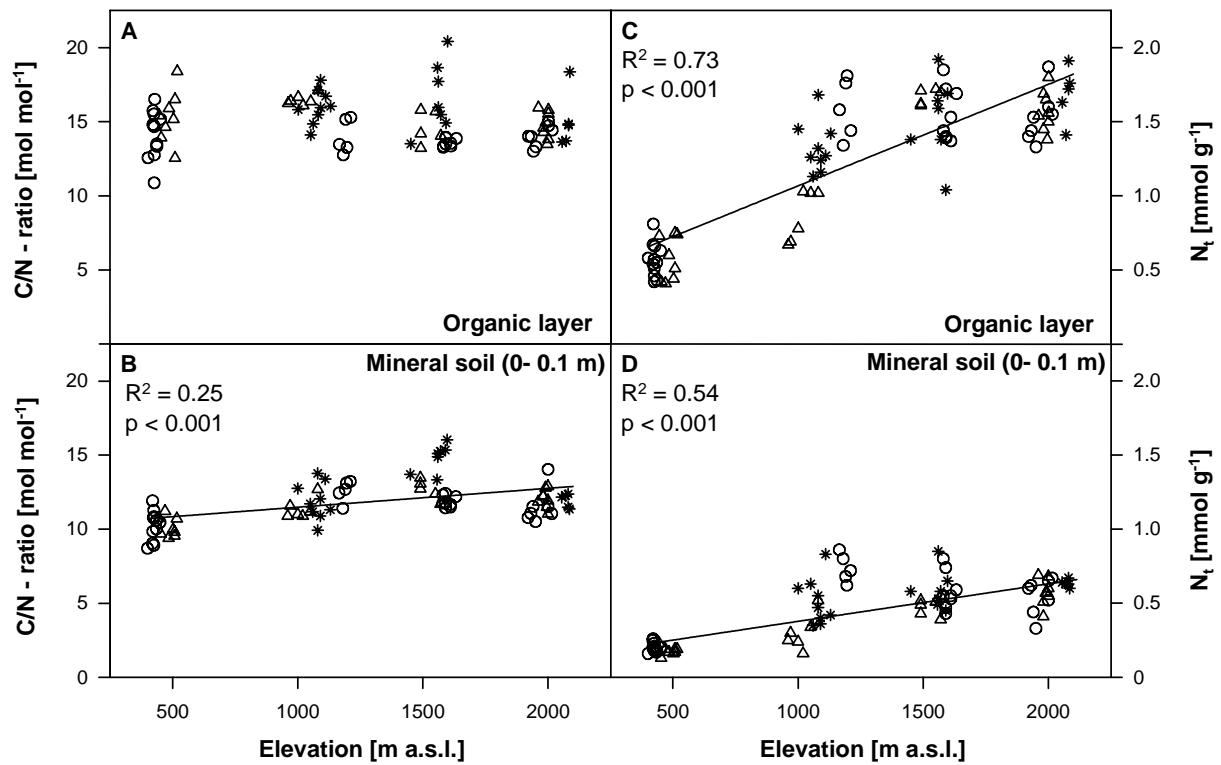 A
20
15
10
5
C/N - ratio [mol mol⁻¹]
Organic layer
C
R² = 0.73
p < 0.001
2.0
1.5
1.0
0.5
Nₜ [mmol g⁻¹]
Organic layer
B
Mineral soil (0- 0.1 m)
R² = 0.25
p < 0.001
20
15
10
5
0
C/N - ratio [mol mol⁻¹]
500 1000 1500 2000
Elevation [m a.s.l.]
D
Mineral soil (0- 0.1 m)
R² = 0.54
p < 0.001
2.0
1.5
1.0
0.5
0
Nₜ [mmol g⁻¹]
500 1000 1500 2000
Elevation [m a.s.l.]